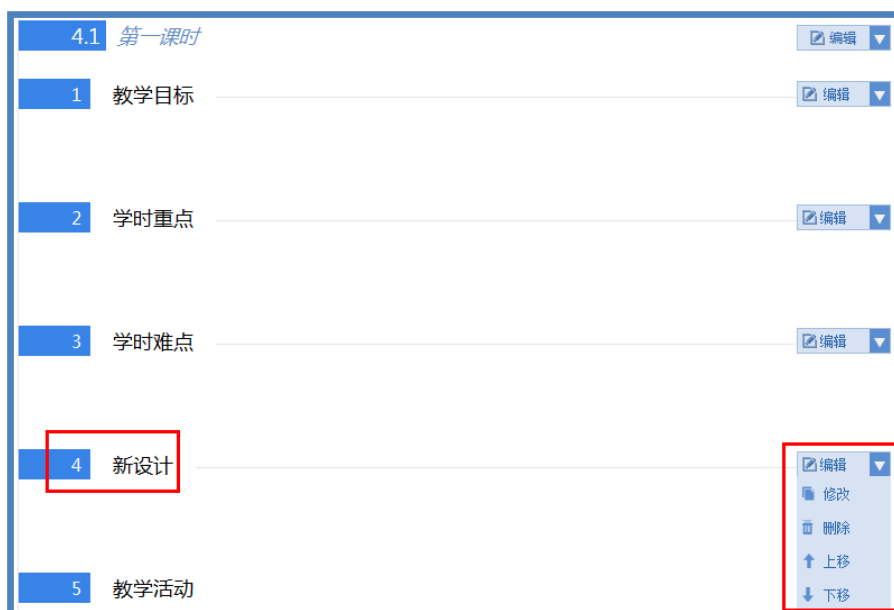 4.1 第一课时 编辑
1 教学目标 编辑
2 学时重点 编辑
3 学时难点 编辑
4 新设计 编辑
修改
删除
上移
5 教学活动 下移